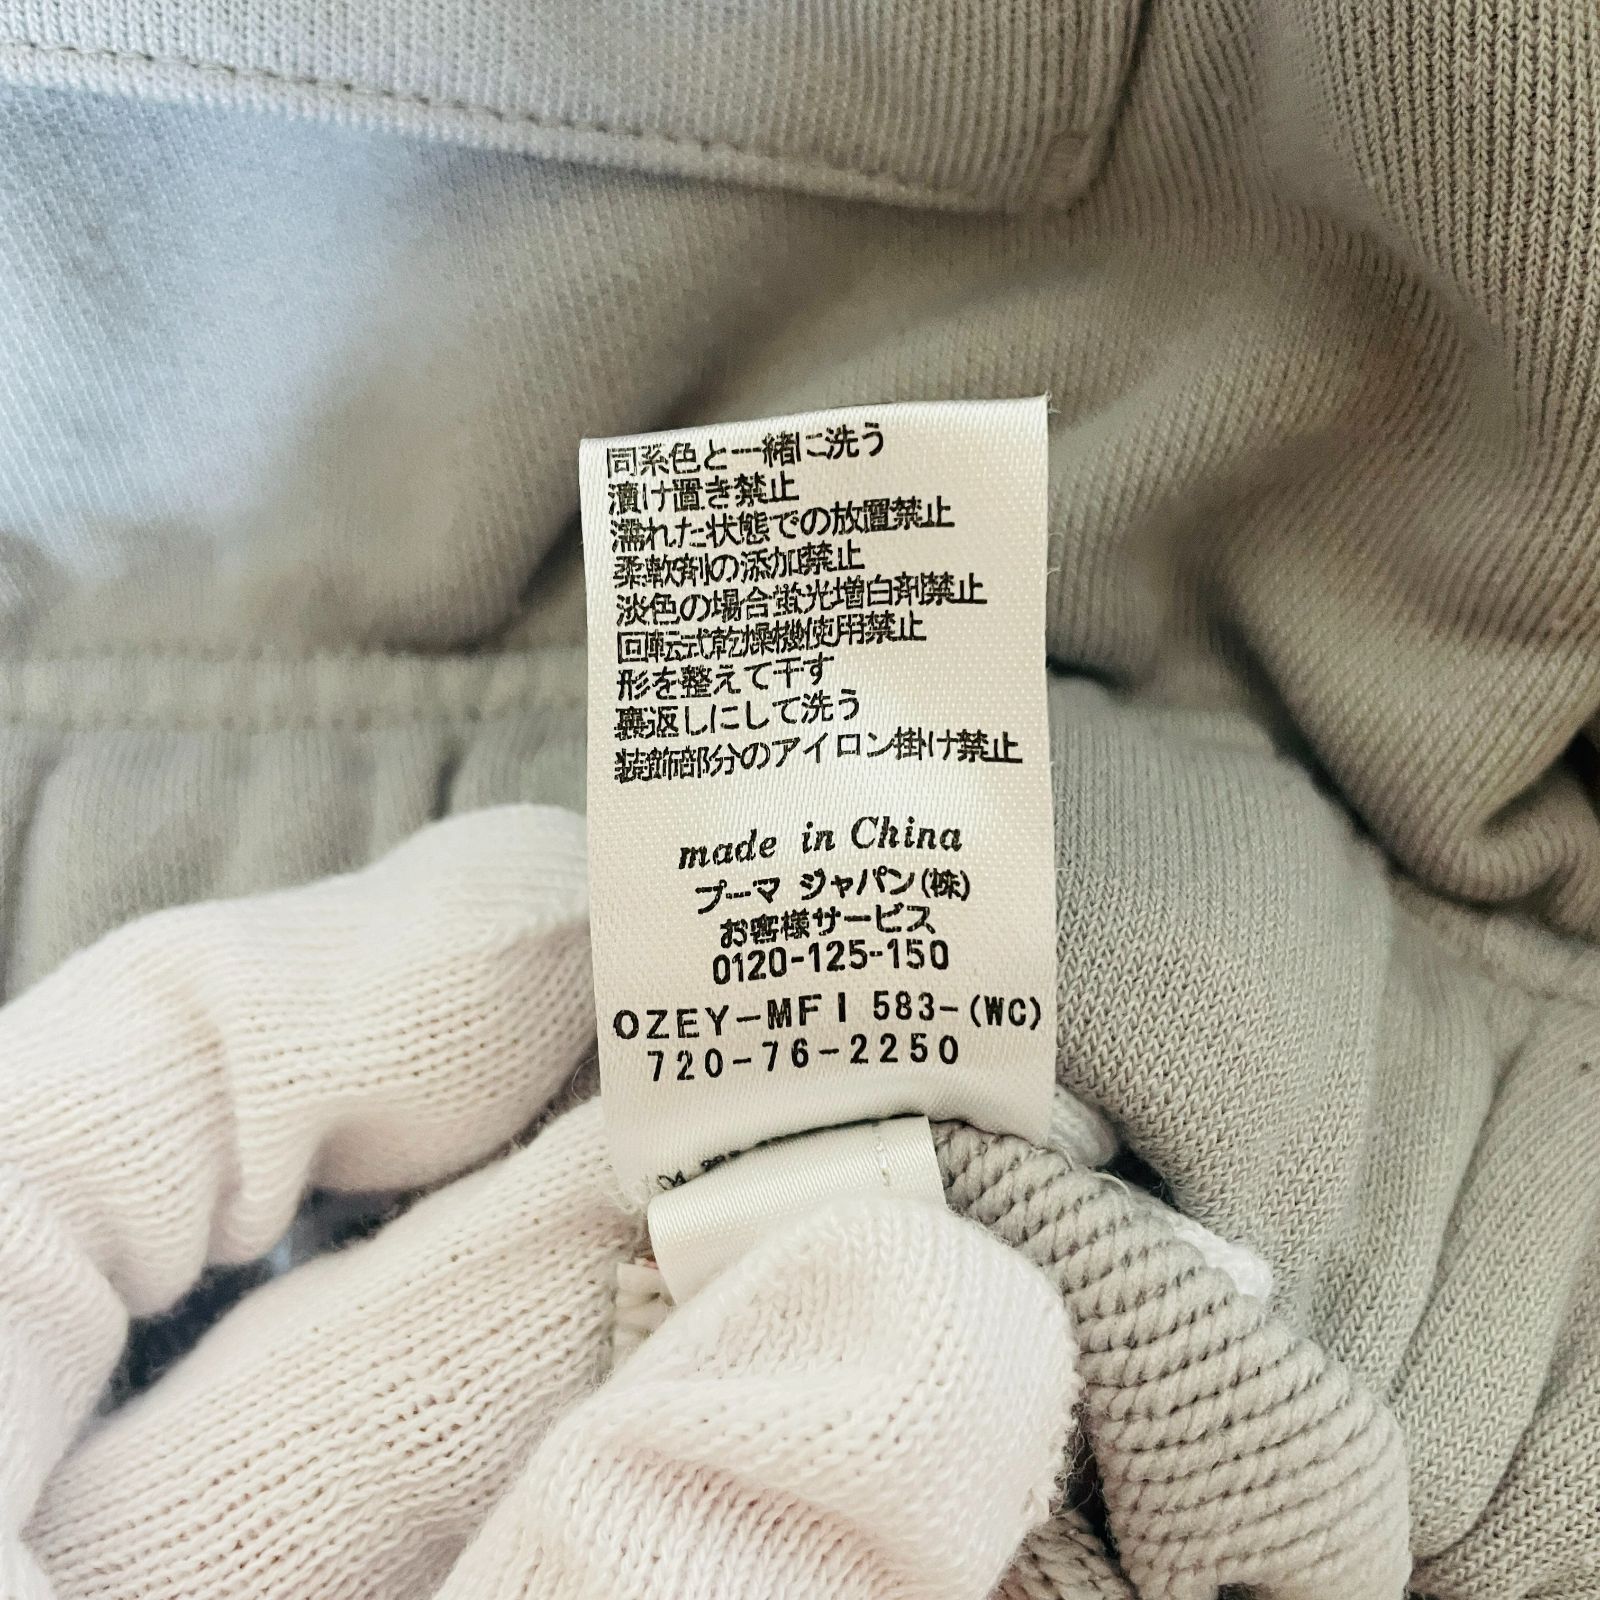 同系色と一緒に洗う
漬け置き禁止
濡れた状態での放置禁止
柔軟剤の添加禁止
淡色の場合蛍光増白剤禁止
回転式乾燥機使用禁止
形を整えて干す
裏返しにして洗う
装飾部分のアイロン掛け禁止
made in China
プーマ ジャパン(株)
お客様サービス
0120-125-150
OZEY-MFI 583-(WC)
720-76-2250